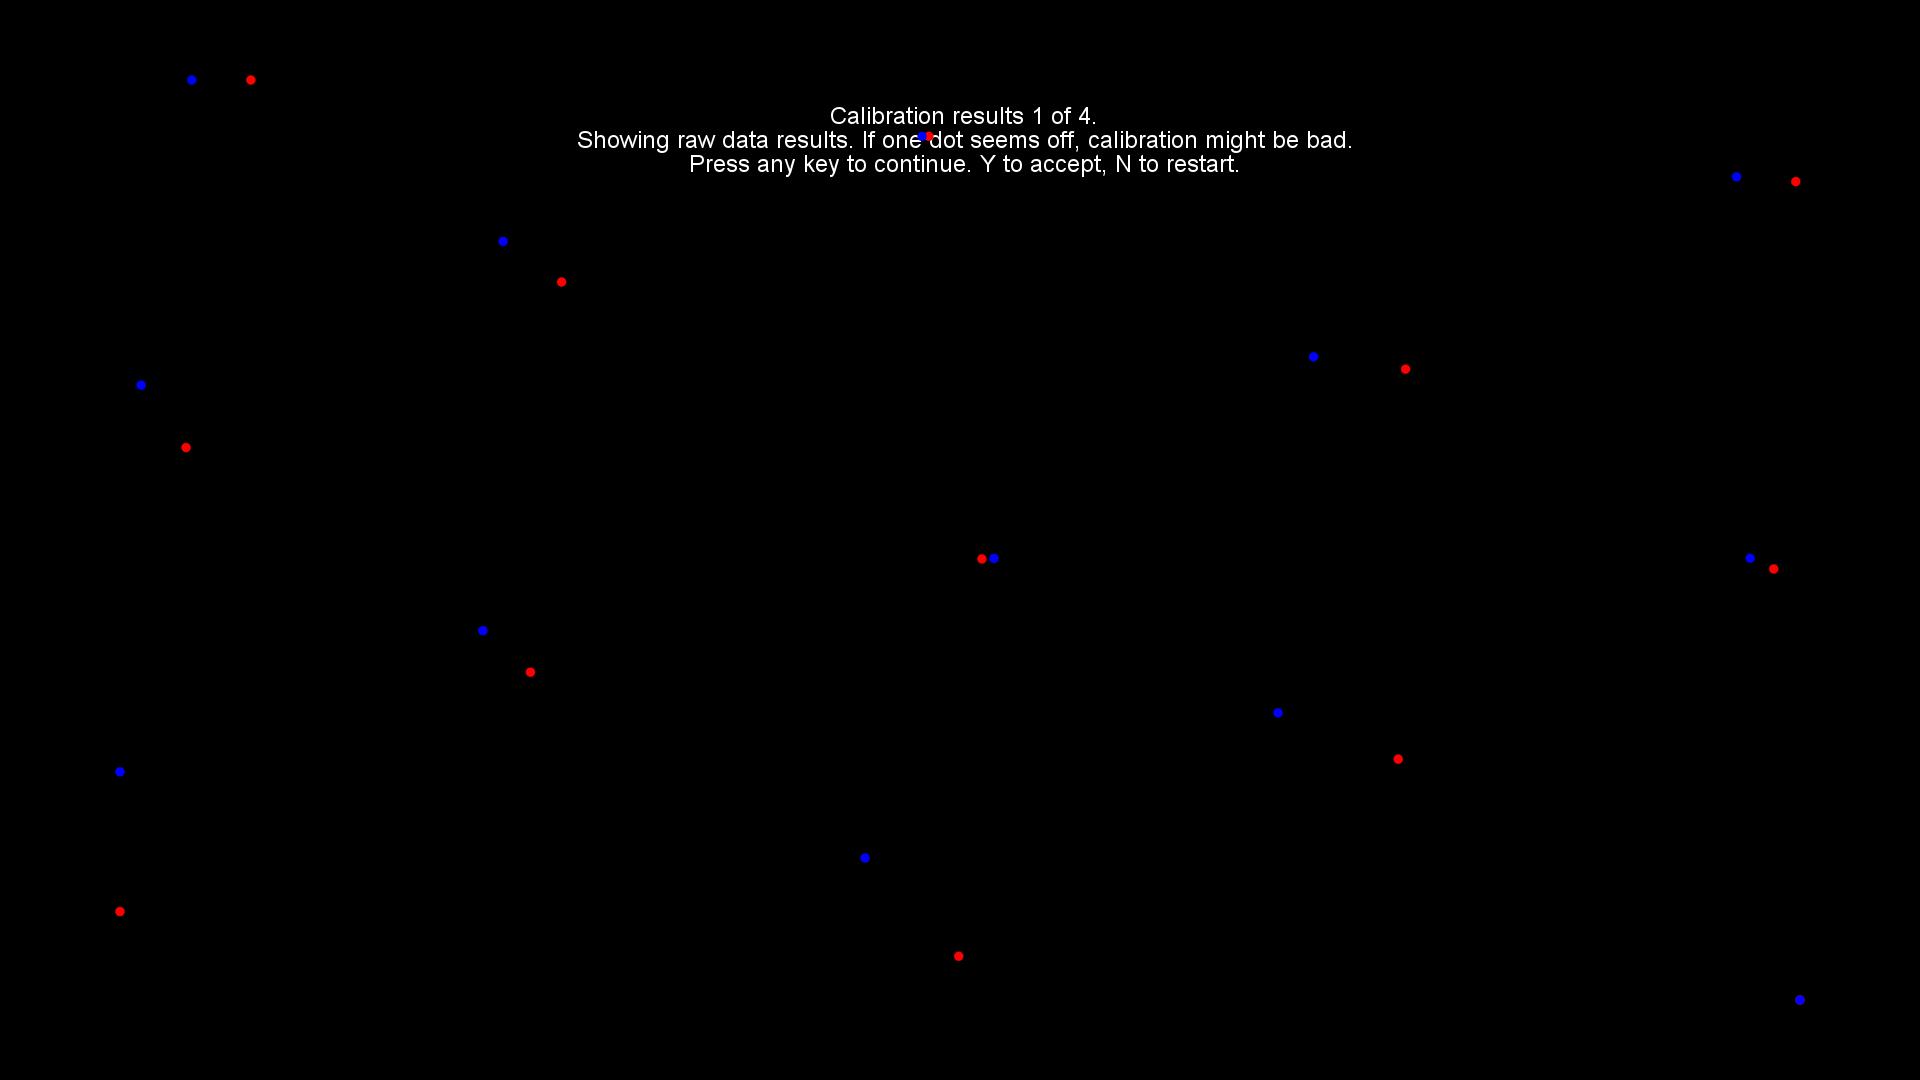 Calibration results 1 of 4.
Showing raw data results. If one dot seems off, calibration might be bad.
Press any key to continue. Y to accept, N to restart.